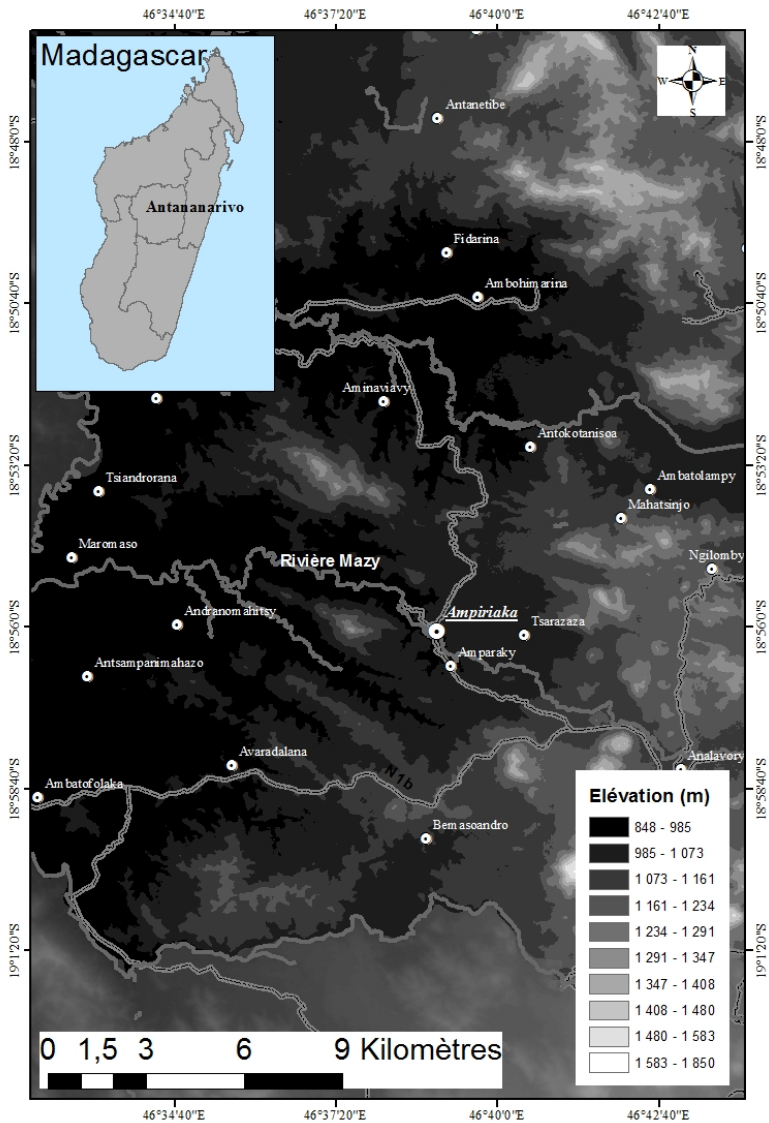 46°34'40"E 46°37'20"E 46°40'0"E 46°42'40"E
Madagascar
Antananarivo
N
W E
S
18°48'0"S 18°48'0"S
18°50'40"S 18°50'40"S
18°53'20"S 18°53'20"S
18°56'0"S 18°56'0"S
18°58'40"S 18°58'40"S
19°1'20"S 19°1'20"S
Antanetibe
Fidarina
Ambohimarina
Aminaviavy
Antokotanisoa
Tsiandrorana
Ambatolampy
Mahatsinjo
Maromaso
Rivière Mazy
Ngilomby
Andranomahitsy
Ampiriaka
Tsarazaza
Antsampanimahazo
Amparaky
Avaradalana
Analavory
N1b
Ambatofolaka
Bemasoandro
Elévation (m)
848 - 985
985 - 1 073
1 073 - 1 161
1 161 - 1 234
1 234 - 1 291
1 291 - 1 347
1 347 - 1 408
1 408 - 1 480
1 480 - 1 583
1 583 - 1 850
0 1,5 3 6 9 Kilomètres
46°34'40"E 46°37'20"E 46°40'0"E 46°42'40"E